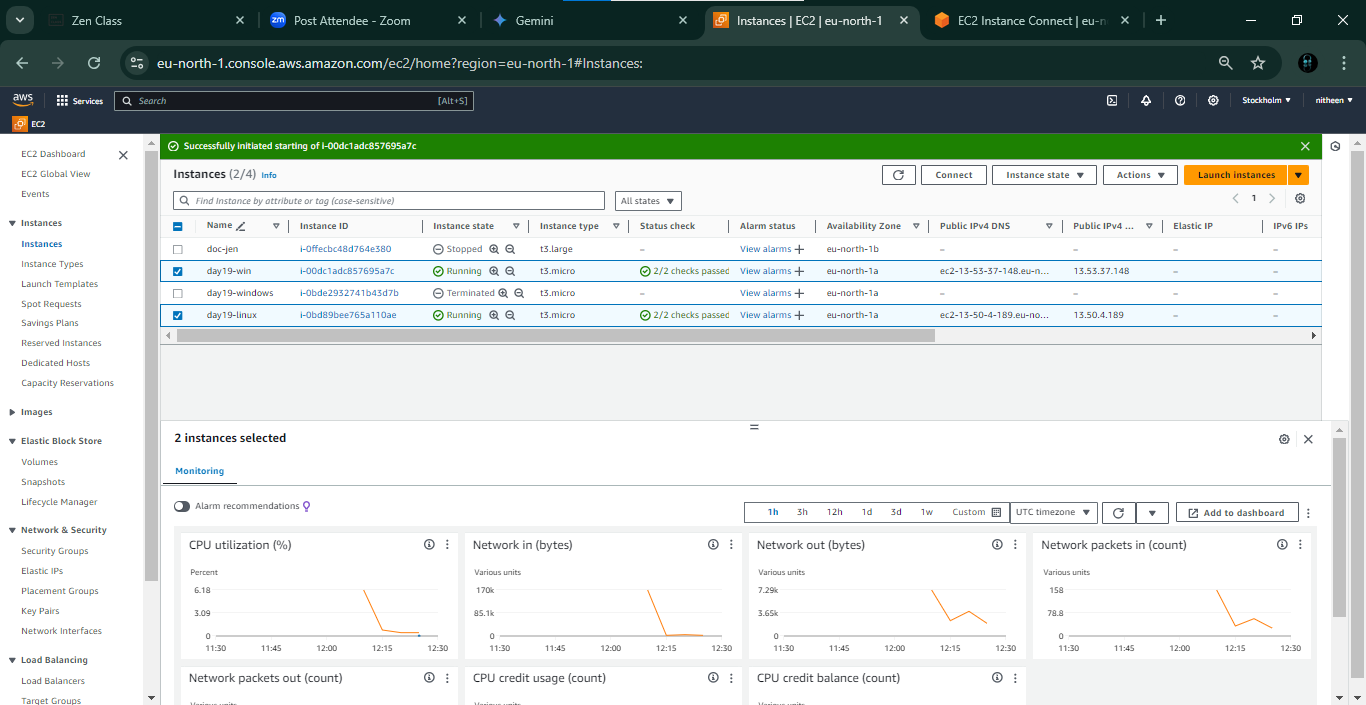 Zen Class
zm Post Attendee - Zoom
Gemini
Instances | EC2 | eu-north-1
EC2 Instance Connect | eu-n
eu-north-1.console.aws.amazon.com/ec2/home?region=eu-north-1#Instances:
aws Services Search [Alt+S] Stockholm nitheen
EC2
EC2 Dashboard
EC2 Global View
Events
Instances
Instances
Instance Types
Launch Templates
Spot Requests
Savings Plans
Reserved Instances
Dedicated Hosts
Capacity Reservations
Images
Elastic Block Store
Volumes
Snapshots
Lifecycle Manager
Network & Security
Security Groups
Elastic IPs
Placement Groups
Key Pairs
Network Interfaces
Load Balancing
Load Balancers
Target Groups
Successfully initiated starting of i-00dc1adc857695a7c
Instances (2/4) Info
Connect Instance state Actions Launch instances
Find Instance by attribute or tag (case-sensitive) All states 1
Name Instance ID Instance state Instance type Status check Alarm status Availability Zone Public IPv4 DNS Public IPv4 ... Elastic IP IPv6 IPs
doc-jen i-0ffecbc48d764e380 Stopped t3.large – View alarms + eu-north-1b – – – –
day19-win i-00dc1adc857695a7c Running t3.micro 2/2 checks passed View alarms + eu-north-1a ec2-13-53-37-148.eu-n... 13.53.37.148 – –
day19-windows i-0bde2932741b43d7b Terminated t3.micro – View alarms + eu-north-1a – – – –
day19-linux i-0bd89bee765a110ae Running t3.micro 2/2 checks passed View alarms + eu-north-1a ec2-13-50-4-189.eu-no... 13.50.4.189 – –
2 instances selected
Monitoring
Alarm recommendations
1h 3h 12h 1d 3d 1w Custom UTC timezone Add to dashboard
CPU utilization (%)
Percent
6.18
3.09
0
11:30 11:45 12:00 12:15 12:30
Network in (bytes)
Various units
170k
85.1k
0
11:30 11:45 12:00 12:15 12:30
Network out (bytes)
Various units
7.29k
3.65k
0
11:30 11:45 12:00 12:15 12:30
Network packets in (count)
Various units
158
78.8
0
11:30 11:45 12:00 12:15 12:30
Network packets out (count)
Various units
CPU credit usage (count)
Various units
CPU credit balance (count)
Various units